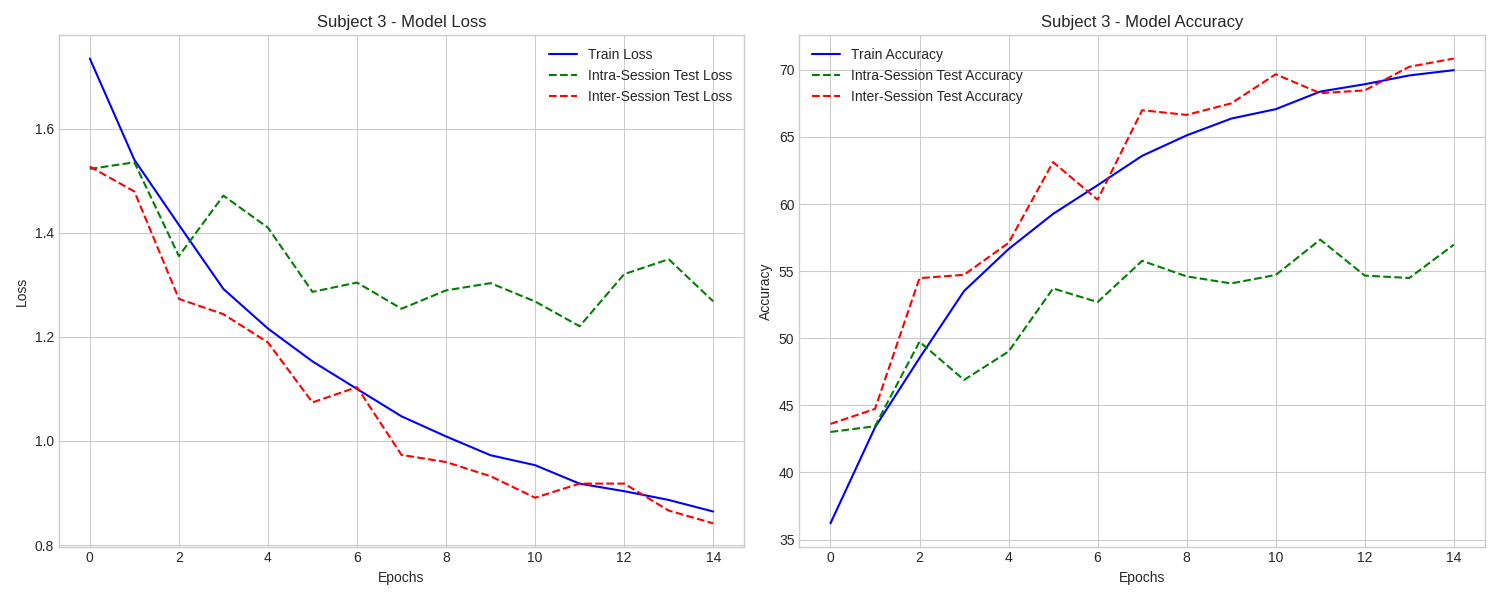 Subject 3 - Model Loss
Train Loss
Intra-Session Test Loss
Inter-Session Test Loss
1.6
1.4
1.2
1.0
0.8
Loss
0 2 4 6 8 10 12 14
Epochs
Subject 3 - Model Accuracy
Train Accuracy
Intra-Session Test Accuracy
Inter-Session Test Accuracy
70
65
60
55
50
45
40
35
Accuracy
0 2 4 6 8 10 12 14
Epochs